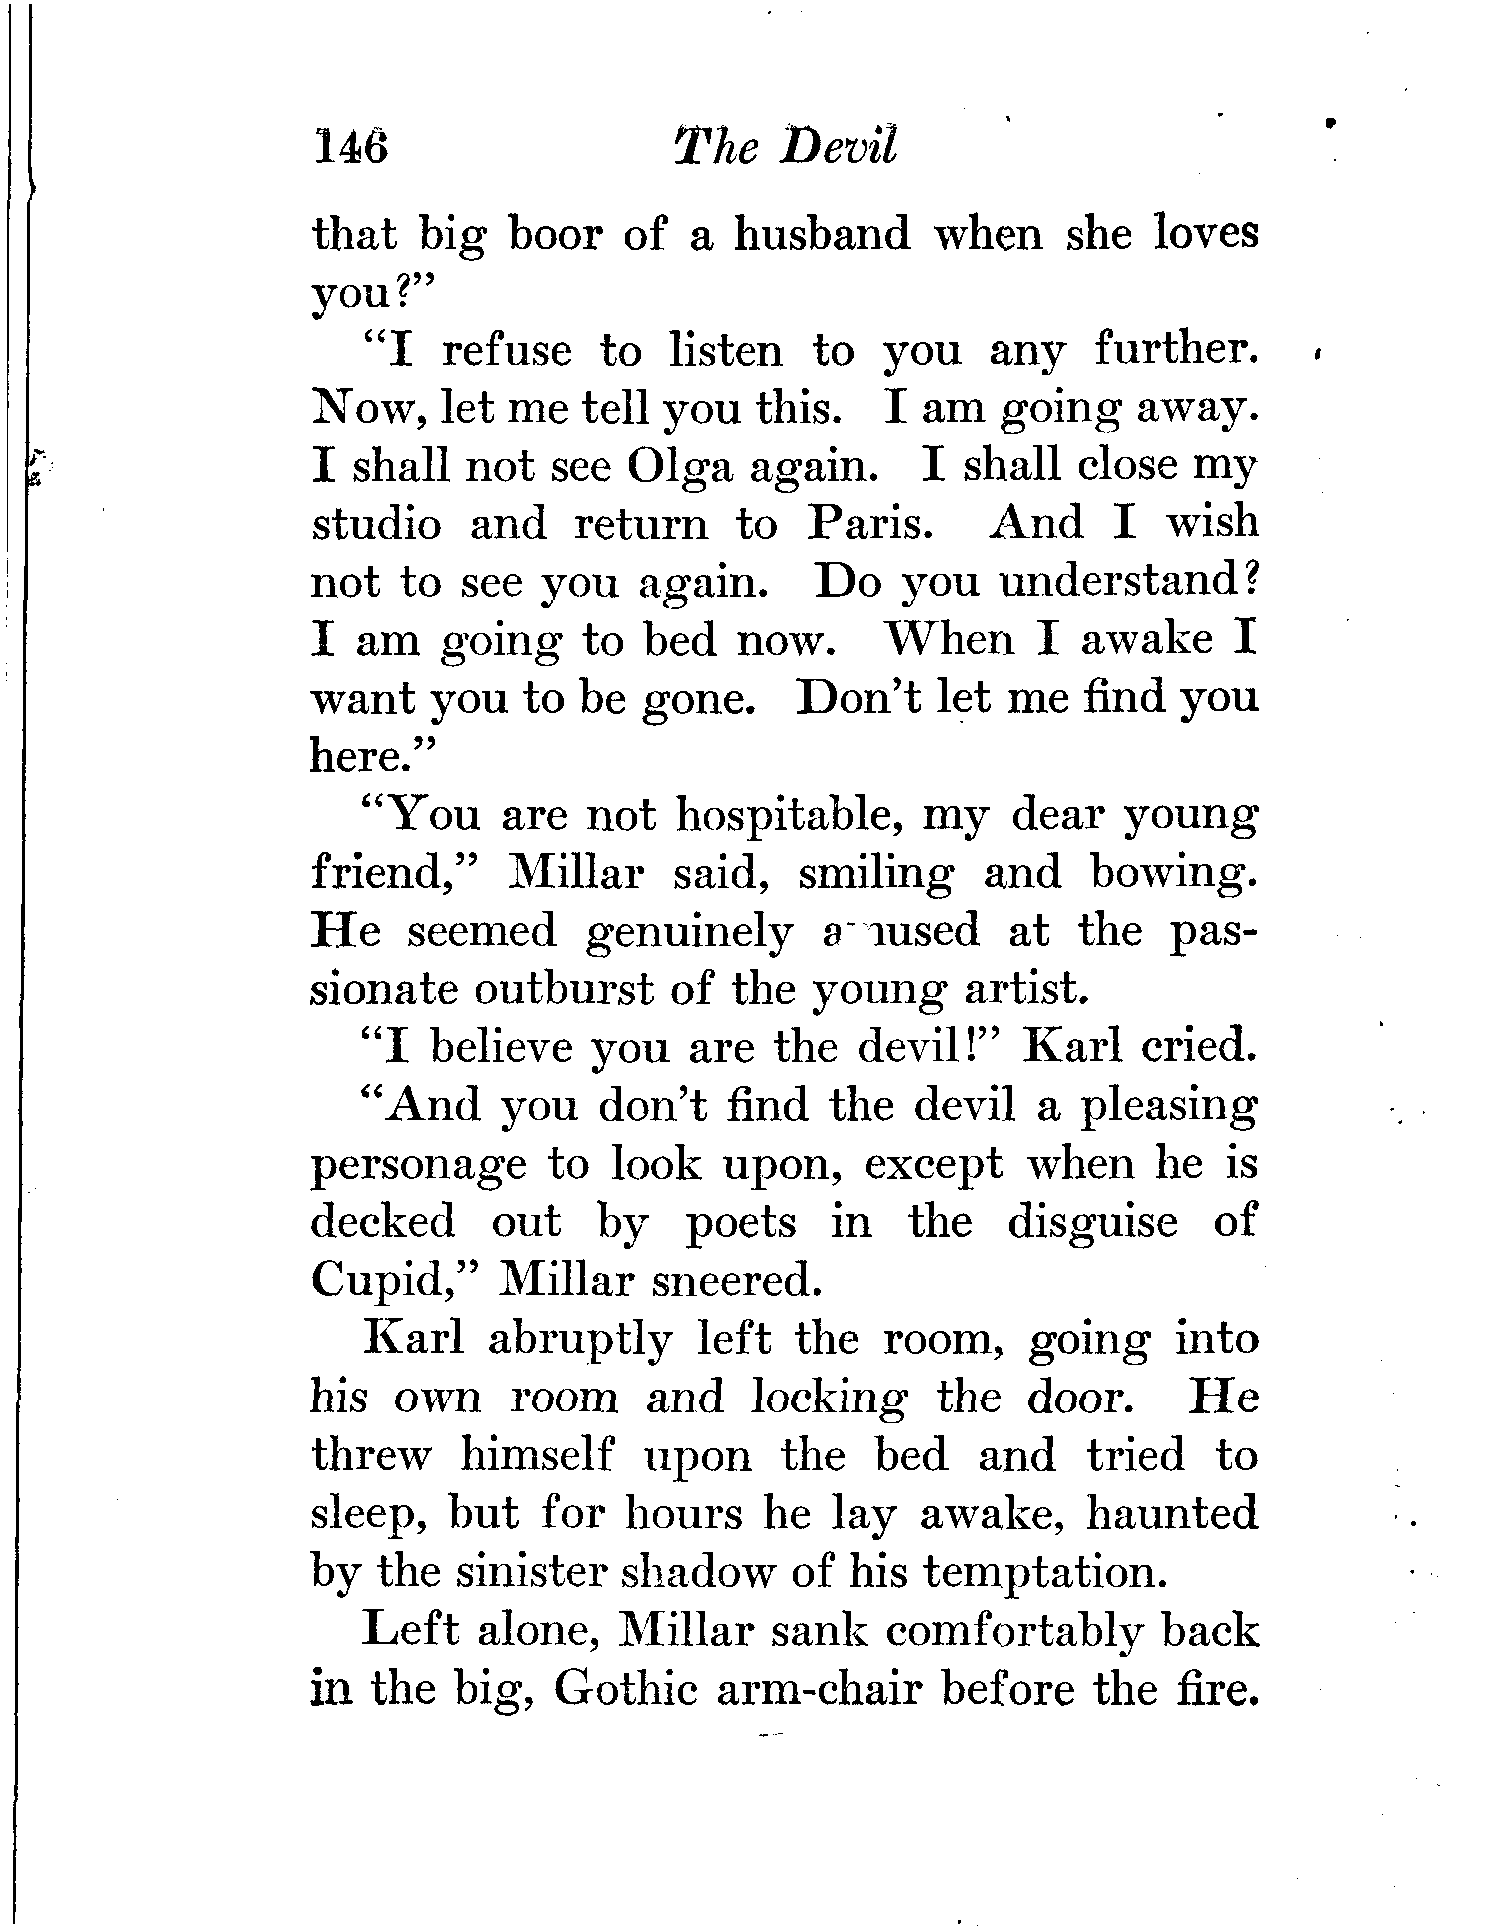 146 The Devil
that big boor of a husband when she loves
you?”
“I refuse to listen to you any further.
Now, let me tell you this. I am going away.
I shall not see Olga again. I shall close my
studio and return to Paris. And I wish
not to see you again. Do you understand?
I am going to bed now. When I awake I
want you to be gone. Don’t let me find you
here.”
“You are not hospitable, my dear young
friend,” Millar said, smiling and bowing.
He seemed genuinely amused at the pas-
sionate outburst of the young artist.
“I believe you are the devil!” Karl cried.
“And you don’t find the devil a pleasing
personage to look upon, except when he is
decked out by poets in the disguise of
Cupid,” Millar sneered.
Karl abruptly left the room, going into
his own room and locking the door. He
threw himself upon the bed and tried to
sleep, but for hours he lay awake, haunted
by the sinister shadow of his temptation.
Left alone, Millar sank comfortably back
in the big, Gothic arm-chair before the fire.